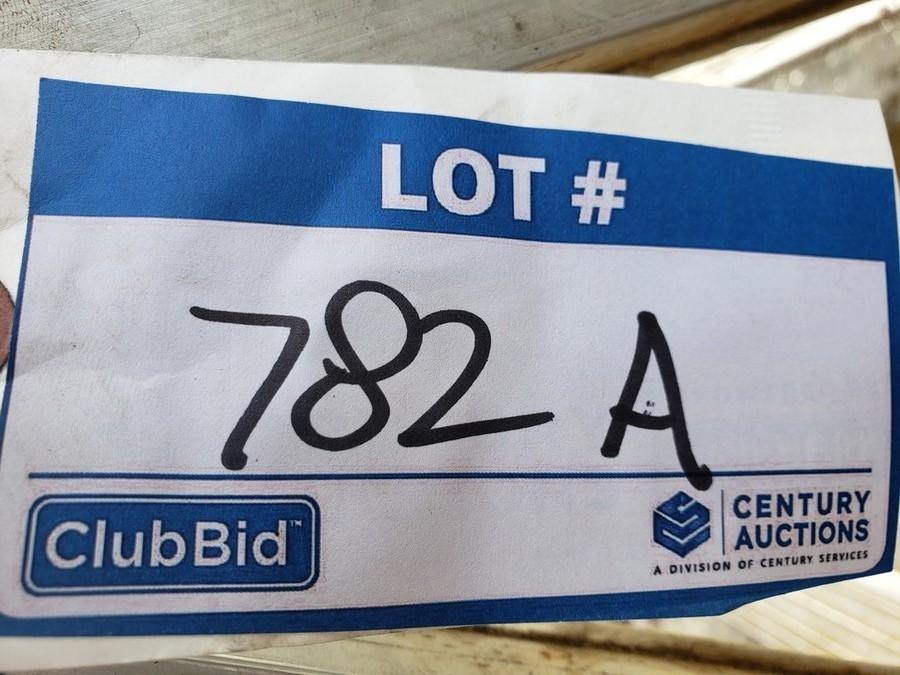 LOT #
782 A
ClubBid™
CENTURY
AUCTIONS
A DIVISION OF CENTURY SERVICES